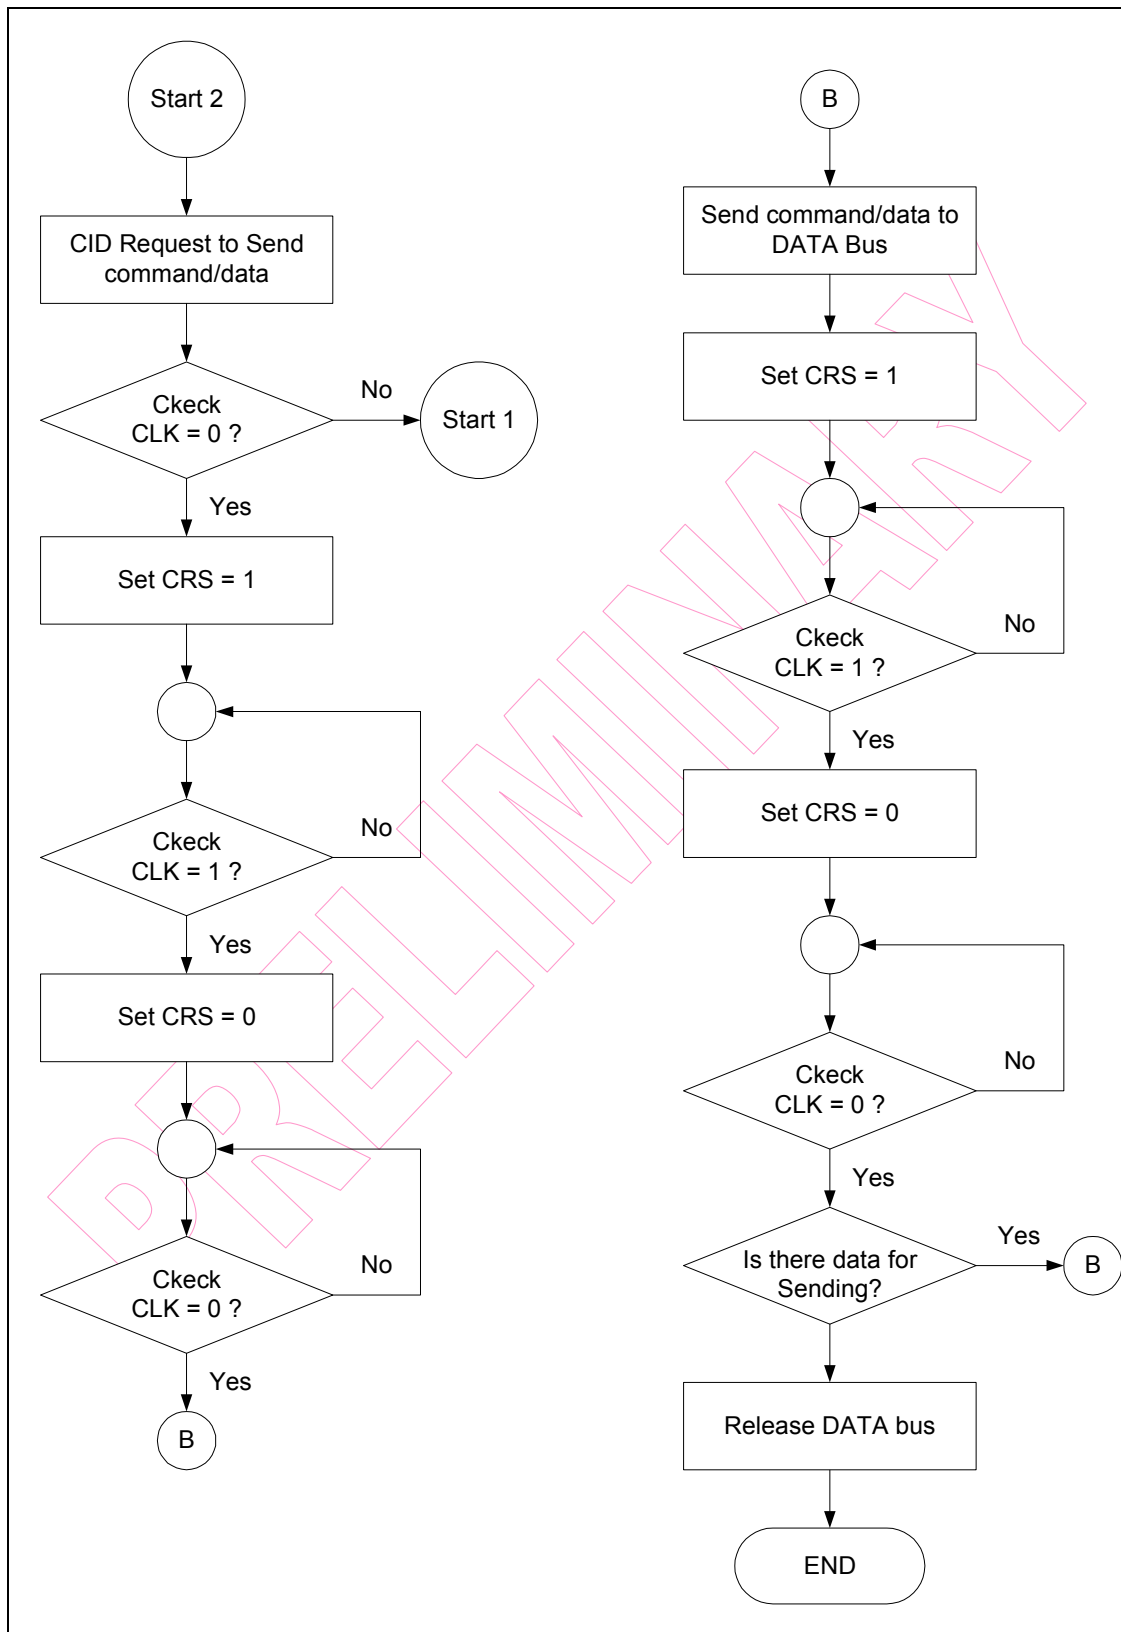 Start 2
CID Request to Send
command/data
Ckeck
CLK = 0 ?
No
Start 1
Yes
Set CRS = 1
Ckeck
CLK = 1 ?
No
Yes
Set CRS = 0
Ckeck
CLK = 0 ?
No
Yes
B
B
Send command/data to
DATA Bus
Set CRS = 1
Ckeck
CLK = 1 ?
No
Yes
Set CRS = 0
Ckeck
CLK = 0 ?
No
Yes
Is there data for
Sending?
Yes
B
Release DATA bus
END
PRELIMINARY